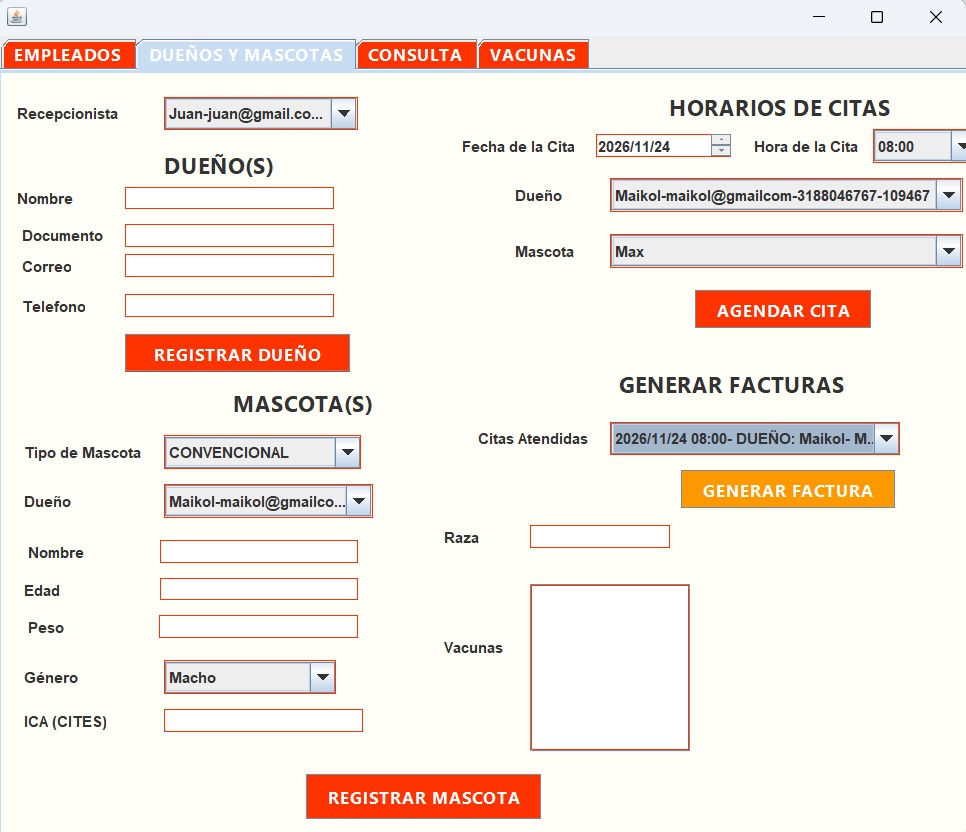 EMPLEADOS
DUEÑOS Y MASCOTAS
CONSULTA
VACUNAS
Recepcionista
Juan-juan@gmail.co...
DUEÑO(S)
Nombre
Documento
Correo
Telefono
REGISTRAR DUEÑO
MASCOTA(S)
Tipo de Mascota
CONVENCIONAL
Dueño
Maikol-maikol@gmailco...
Nombre
Edad
Peso
Género
Macho
ICA (CITES)
HORARIOS DE CITAS
Fecha de la Cita
2026/11/24
Hora de la Cita
08:00
Dueño
Maikol-maikol@gmailcom-3188046767-109467
Mascota
Max
AGENDAR CITA
GENERAR FACTURAS
Citas Atendidas
2026/11/24 08:00- DUEÑO: Maikol- M..
GENERAR FACTURA
Raza
Vacunas
REGISTRAR MASCOTA